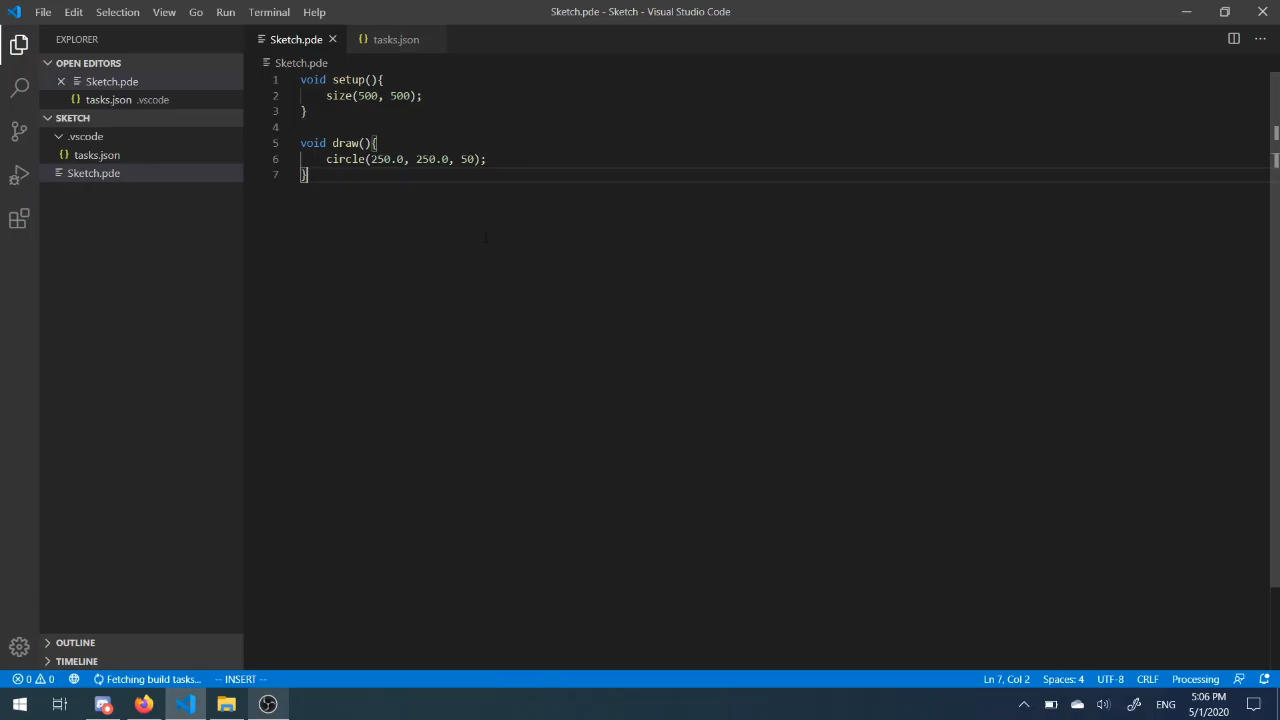 File Edit Selection View Go Run Terminal Help
Sketch.pde - Sketch - Visual Studio Code
EXPLORER
OPEN EDITORS
Sketch.pde
{} tasks.json .vscode
SKETCH
.vscode
{} tasks.json
Sketch.pde
OUTLINE
TIMELINE
Sketch.pde
{} tasks.json
Sketch.pde
1 void setup(){
2 size(500, 500);
3 }
4
5 void draw(){
6 circle(250.0, 250.0, 50);
7 }
0 0 Fetching build tasks... -- INSERT -- Ln 7, Col 2 Spaces: 4 UTF-8 CRLF Processing
ENG
5:06 PM
5/1/2020